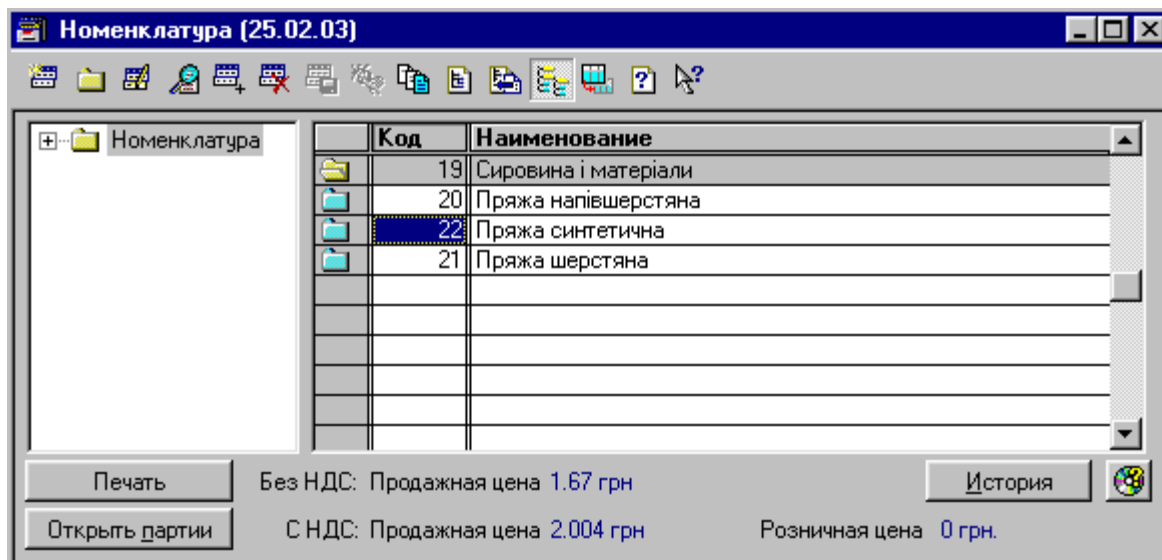 Номенклатура (25.02.03)
Номенклатура
Код Наименование
19 Сировина і матеріали
20 Пряжа напівшерстяна
22 Пряжа синтетична
21 Пряжа шерстяна
Печать Без НДС: Продажная цена 1.67 грн История
Открыть партии С НДС: Продажная цена 2.004 грн Розничная цена 0 грн.